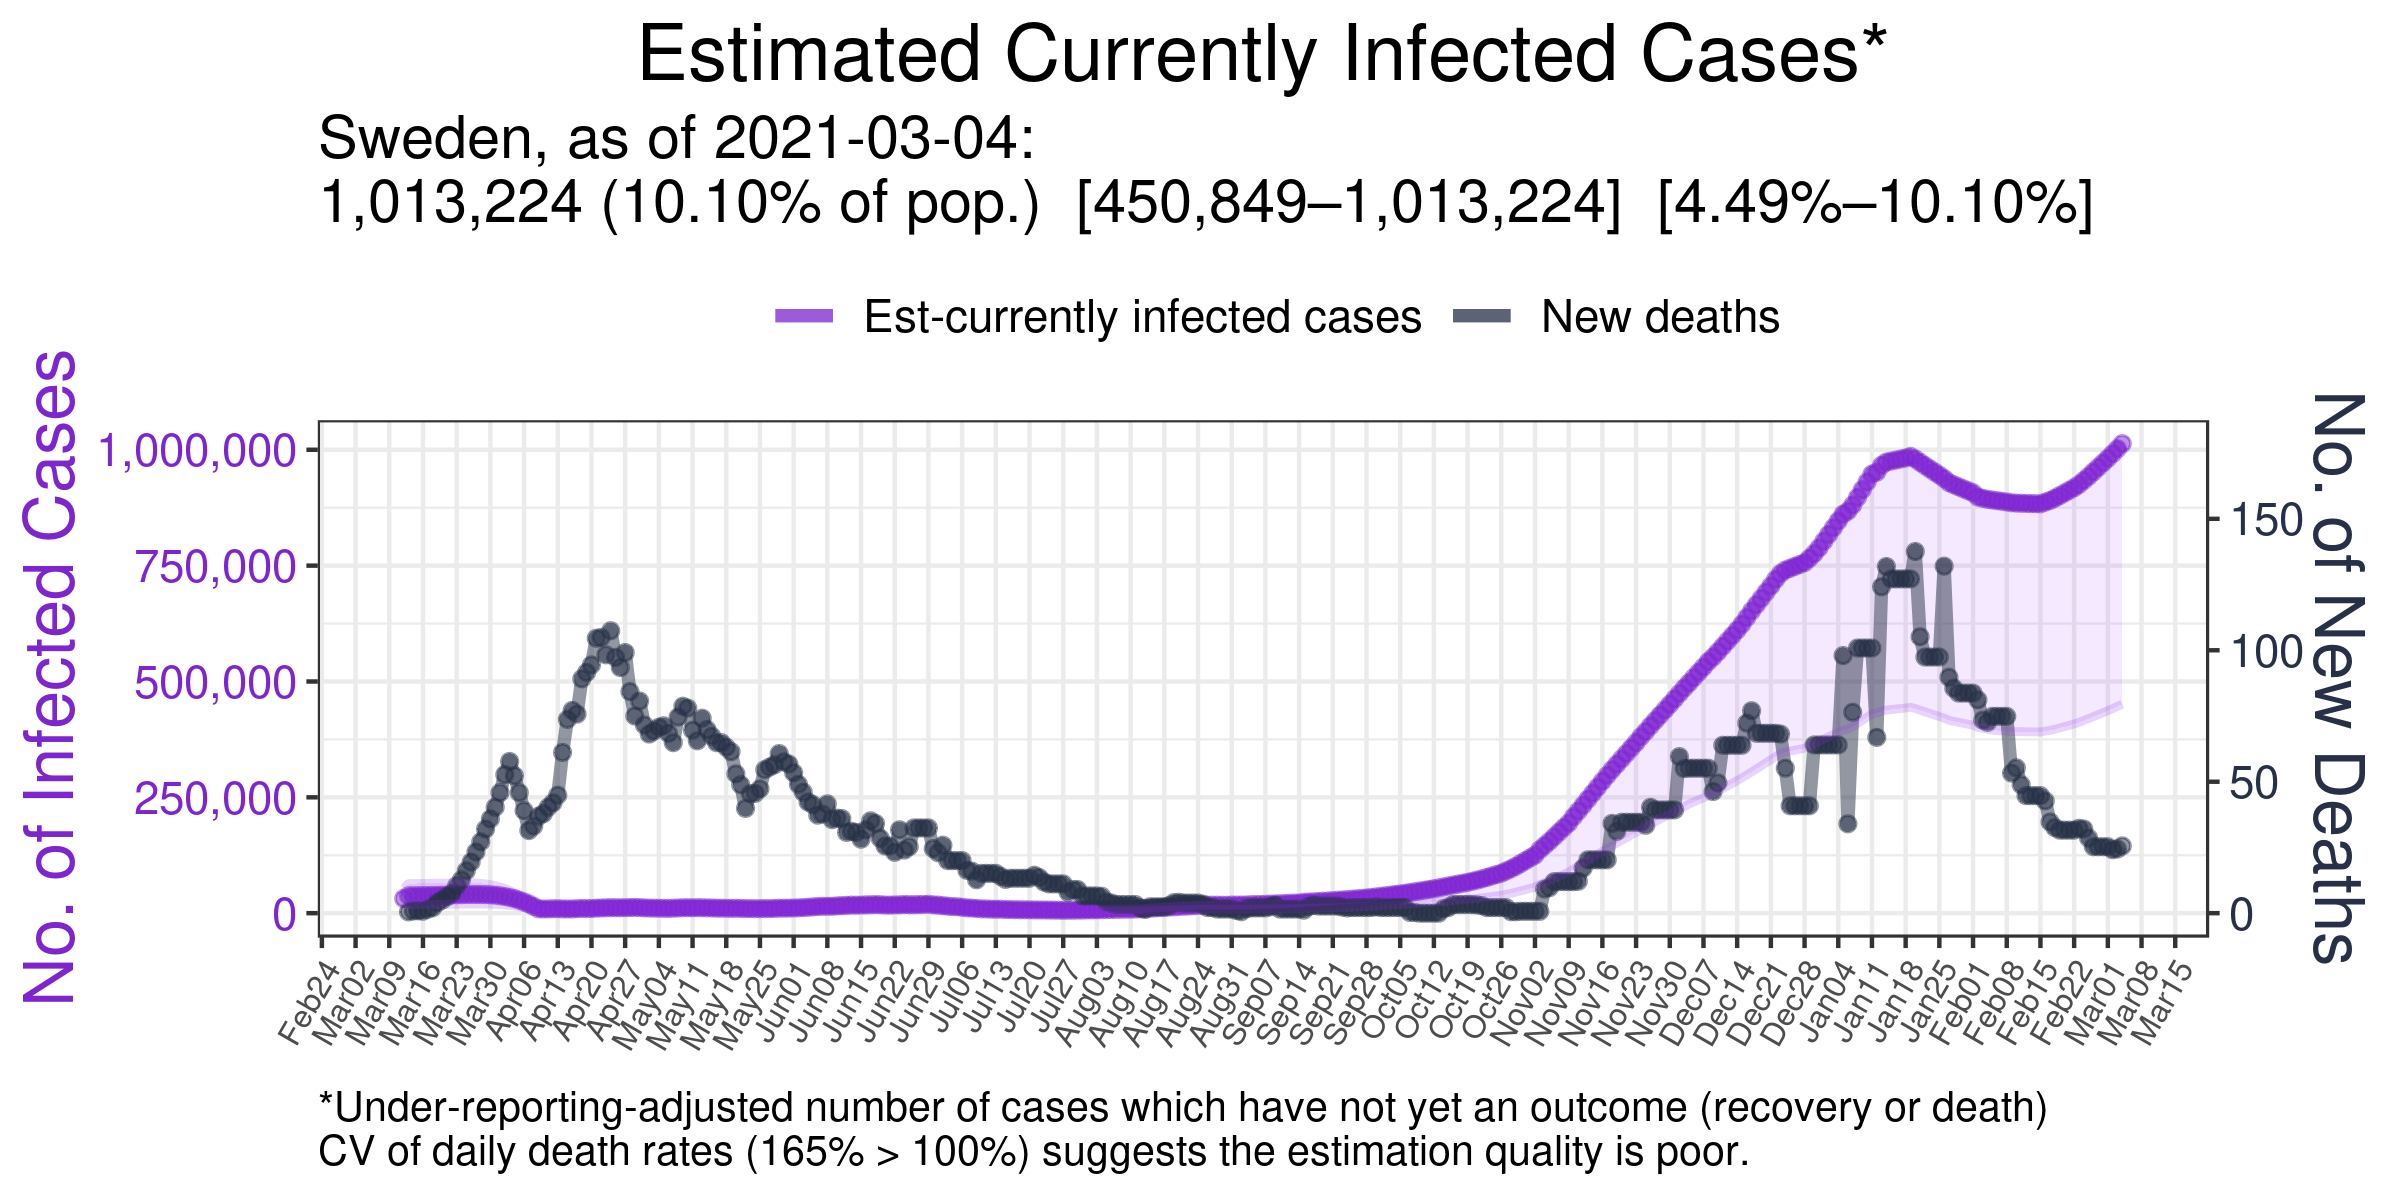 Estimated Currently Infected Cases*
Sweden, as of 2021-03-04:
1,013,224 (10.10% of pop.) [450,849–1,013,224] [4.49%–10.10%]
Est-currently infected cases New deaths
No. of Infected Cases
1,000,000
750,000
500,000
250,000
0
150
100
50
0
No. of New Deaths
Feb24 Mar02 Mar09 Mar16 Mar23 Mar30 Apr06 Apr13 Apr20 Apr27 May04 May11 May18 May25 Jun01 Jun08 Jun15 Jun22 Jun29 Jul06 Jul13 Jul20 Jul27 Aug03 Aug10 Aug17 Aug24 Aug31 Sep07 Sep14 Sep21 Sep28 Oct05 Oct12 Oct19 Oct26 Nov02 Nov09 Nov16 Nov23 Nov30 Dec07 Dec14 Dec21 Dec28 Jan04 Jan11 Jan18 Jan25 Feb01 Feb08 Feb15 Feb22 Mar01 Mar08 Mar15
*Under-reporting-adjusted number of cases which have not yet an outcome (recovery or death)
CV of daily death rates (165% > 100%) suggests the estimation quality is poor.